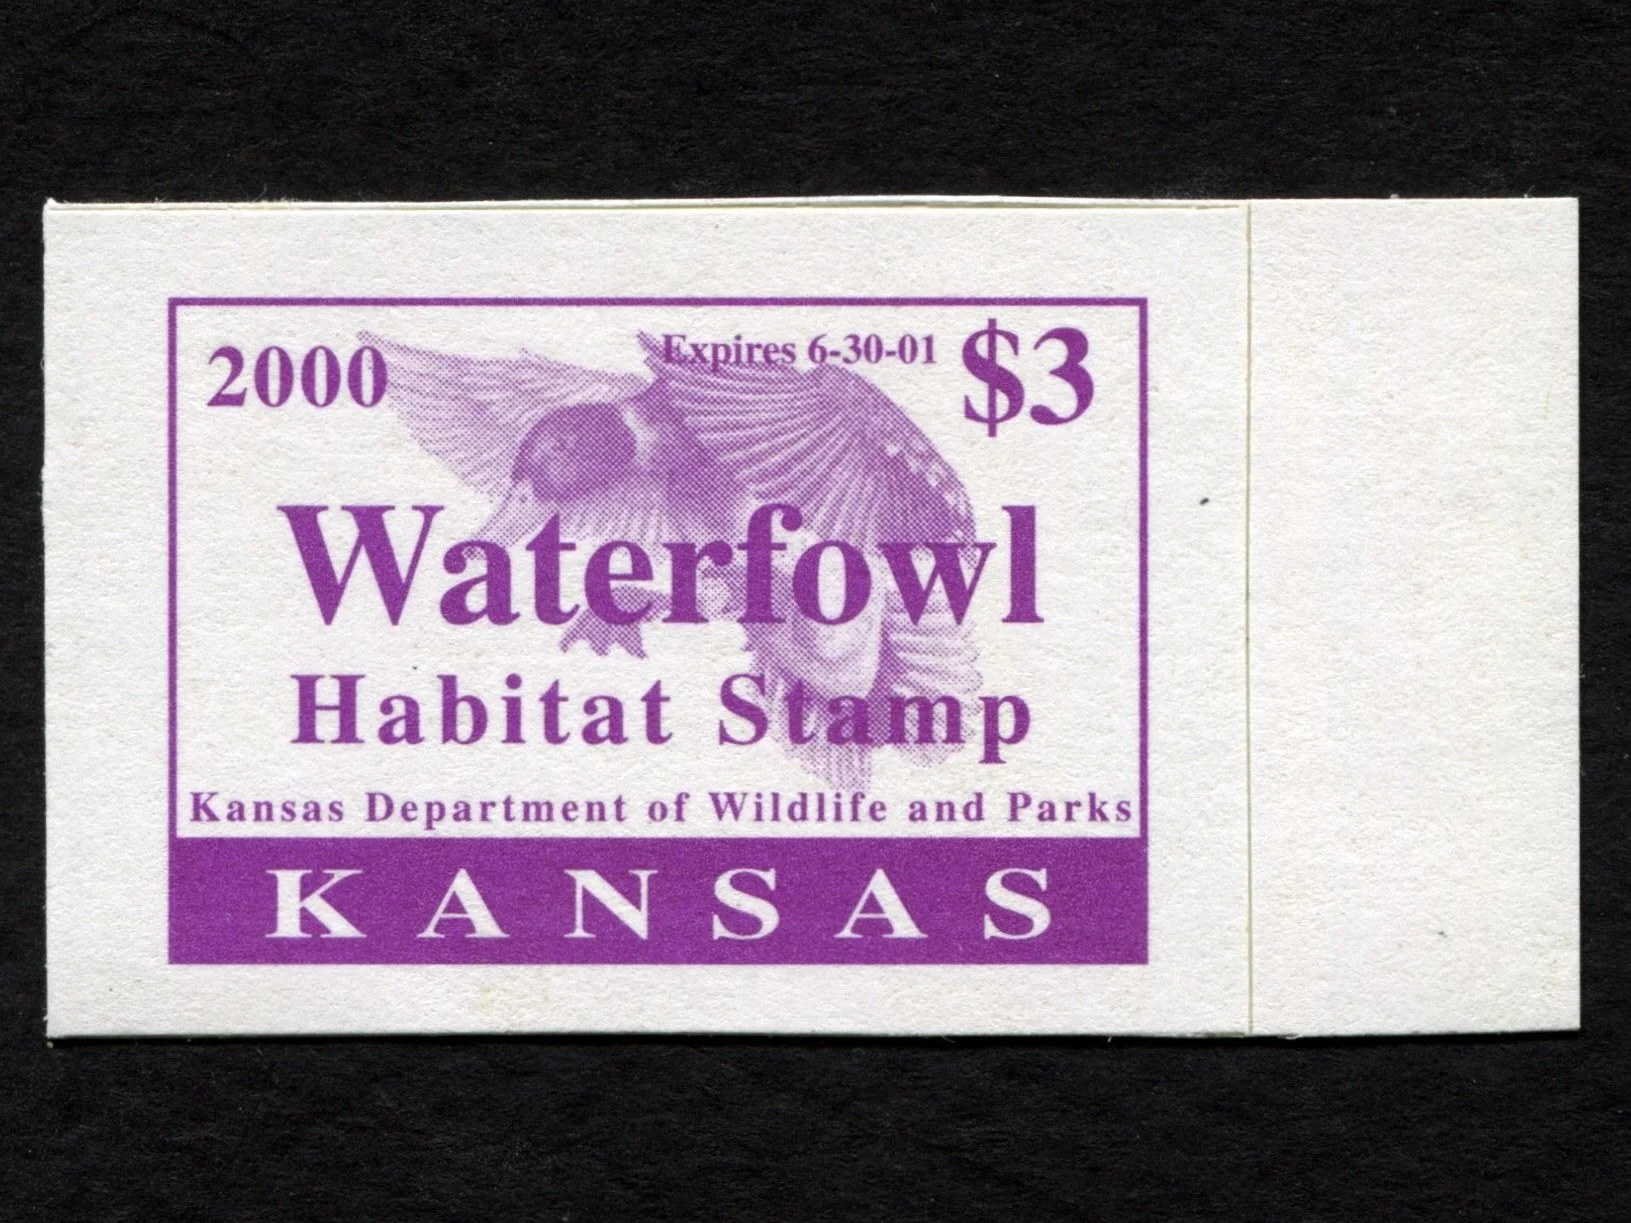 2000 Expires 6-30-01 $3
Waterfowl
Habitat Stamp
Kansas Department of Wildlife and Parks
KANSAS